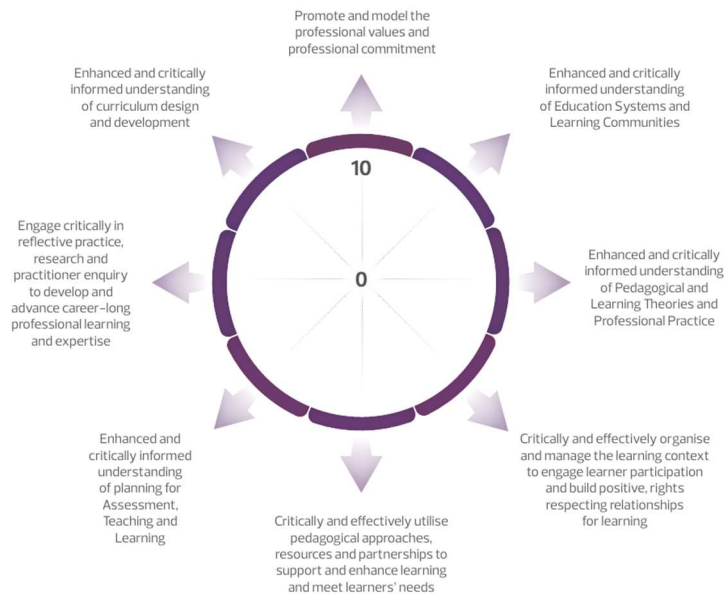 Promote and model the
professional values and
professional commitment
Enhanced and critically
informed understanding
of curriculum design
and development
Enhanced and critically
informed understanding
of Education Systems and
Learning Communities
10
Engage critically in
reflective practice,
research and
practitioner enquiry
to develop and
advance career-long
professional learning
and expertise
0
Enhanced and critically
informed understanding
of Pedagogical and
Learning Theories and
Professional Practice
Enhanced and
critically informed
understanding
of planning for
Assessment,
Teaching and
Learning
Critically and effectively organise
and manage the learning context
to engage learner participation
and build positive, rights
respecting relationships
for learning
Critically and effectively utilise
pedagogical approaches,
resources and partnerships to
support and enhance learning
and meet learners' needs